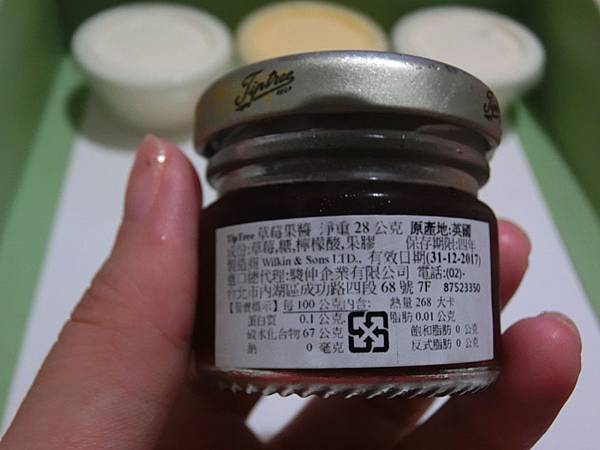 Tiptree
TipTree 草莓果醬 淨重 28 公克 原產地:英國
成份:草莓,糖,檸檬酸,果膠 保存期限:四年
製造商 Wilkin & Sons LTD., 有效日期(31-12-2017)
進口總代理:駿仲企業有限公司 電話:(02)-
台北市內湖區成功路四段 68 號 7F 87523350
【營養標示】每 100 公克內含: 熱量 268 大卡
蛋白質 0.1 公克 脂肪 0.01 公克
碳水化合物 67 公克 飽和脂肪 0 公克
鈉 0 毫克 反式脂肪 0 公克